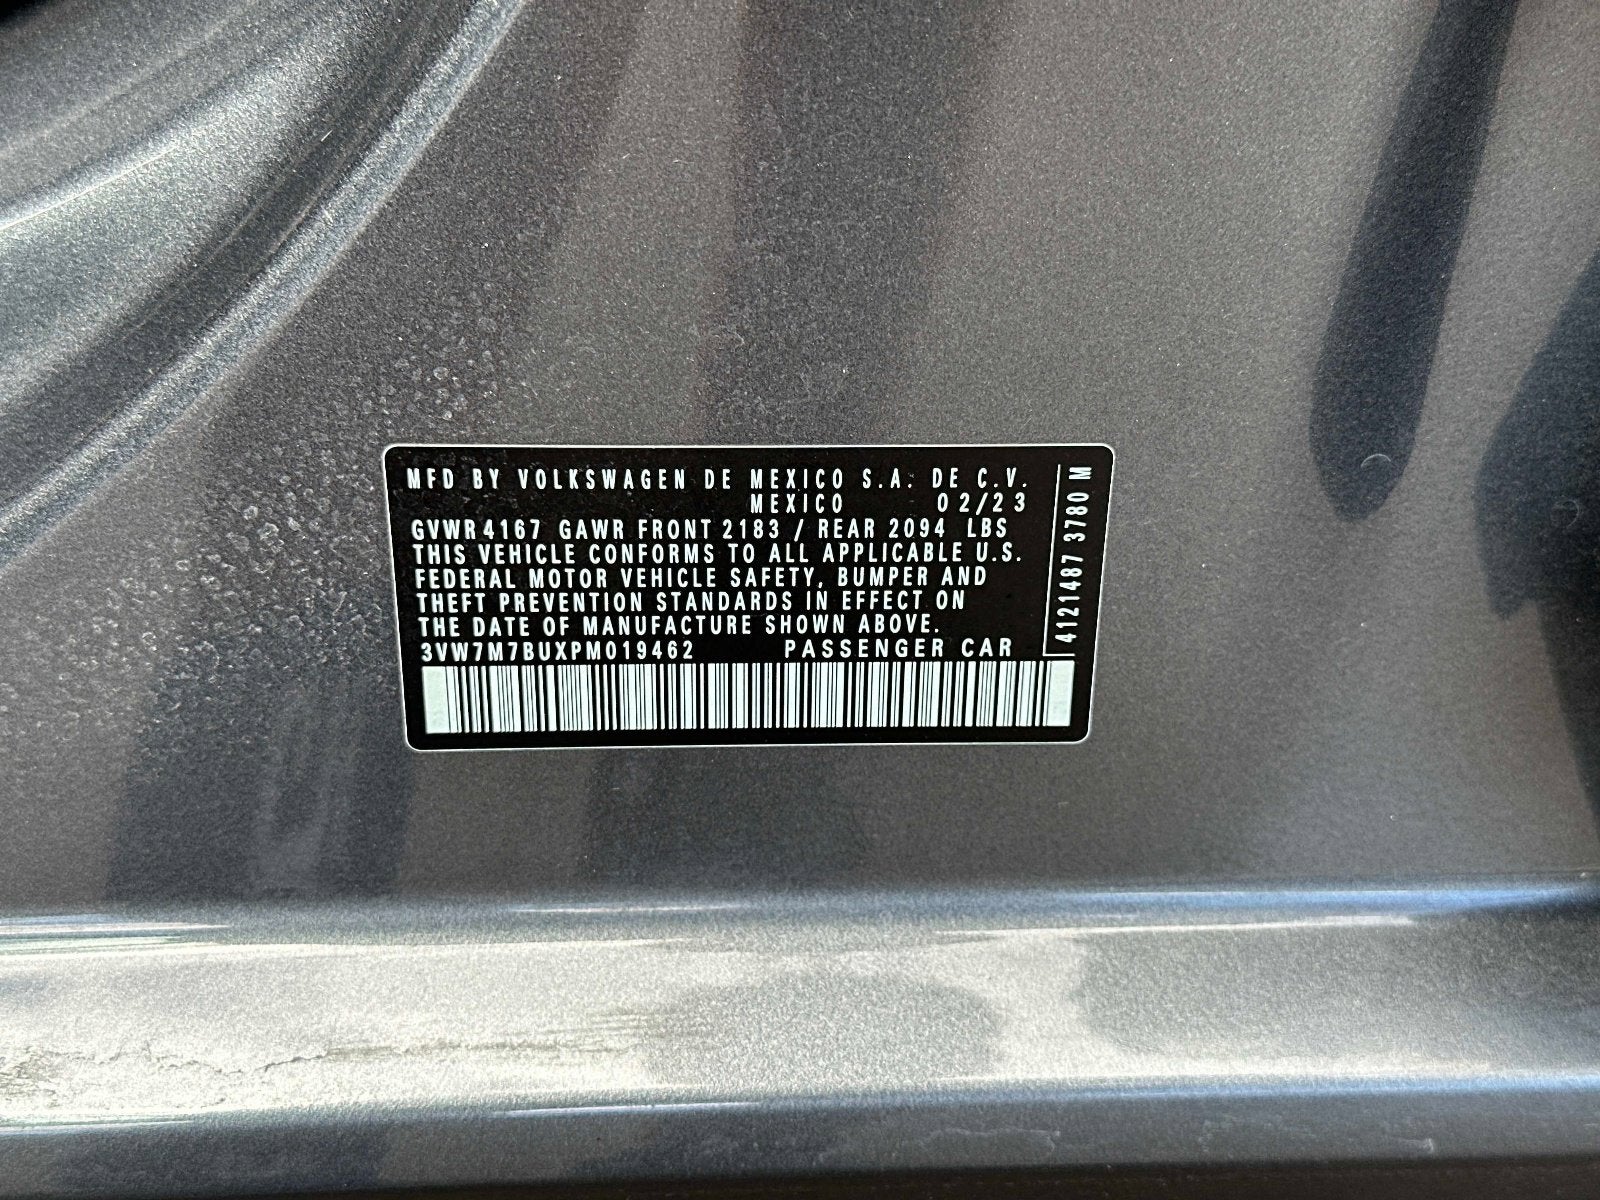 MFD BY VOLKSWAGEN DE MEXICO S.A. DE C.V.
MEXICO 02/23
GVWR 4167 GAWR FRONT 2183 / REAR 2094 LBS
THIS VEHICLE CONFORMS TO ALL APPLICABLE U.S.
FEDERAL MOTOR VEHICLE SAFETY, BUMPER AND
THEFT PREVENTION STANDARDS IN EFFECT ON
THE DATE OF MANUFACTURE SHOWN ABOVE.
3VW7M7BUXPM019462 PASSENGER CAR
4121487 3780 M